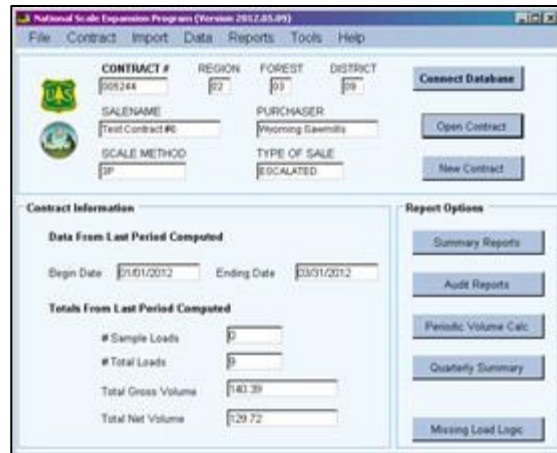 National Scale Expansion Program (Version 2012.05.09)
File Contract Import Data Reports Tools Help
CONTRACT # REGION FOREST DISTRICT
005244 02 03 09
Connect Database
SALENAME PURCHASER
Test Contract #6 Wyoming Sawmills
Open Contract
SCALE METHOD TYPE OF SALE
3P ESCALATED
New Contract
Contract Information
Report Options
Data From Last Period Computed
Summary Reports
Begin Date 01/01/2012 Ending Date 03/31/2012
Audit Reports
Totals From Last Period Computed
Periodic Volume Calc
# Sample Loads 0
# Total Loads 9
Quarterly Summary
Total Gross Volume 140.39
Total Net Volume 129.72
Missing Load Logic